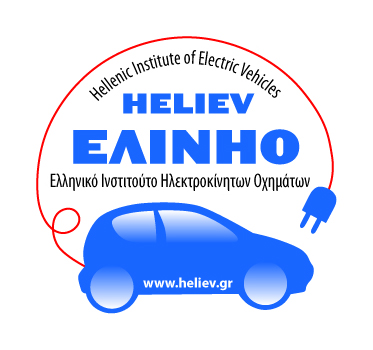 Hellenic Institute of Electric Vehicles
HELIEV
ΕΛΙΝΗΟ
Ελληνικό Ινστιτούτο Ηλεκτροκίνητων Οχημάτων
www.heliev.gr